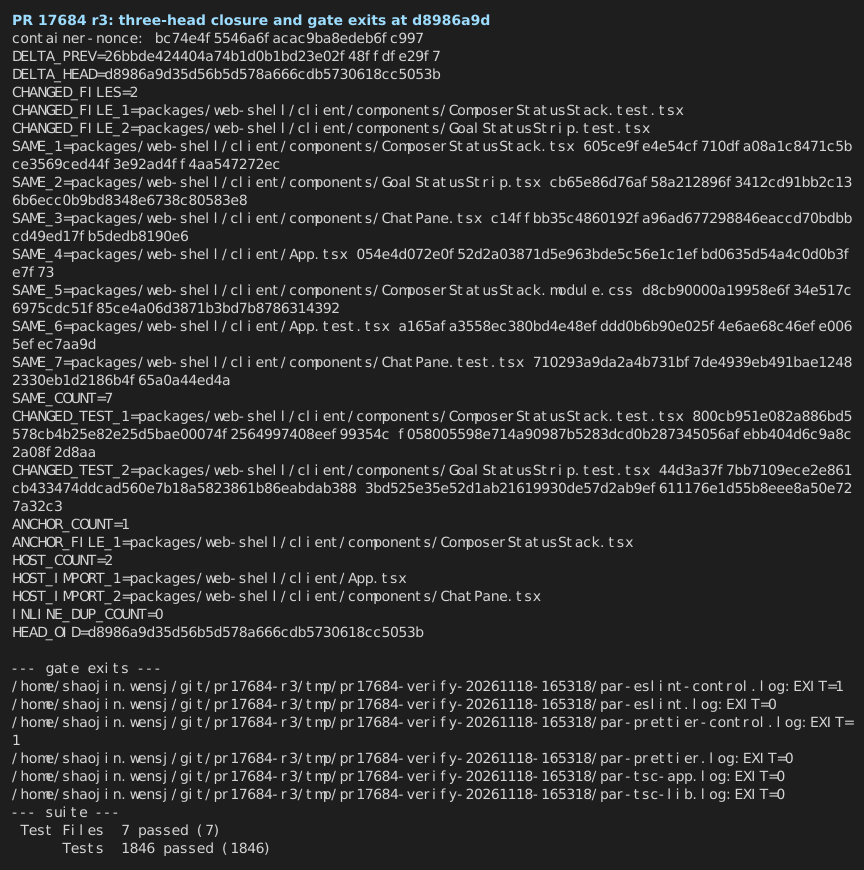 PR 17684 r3: three-head closure and gate exits at d8986a9d
container-nonce: bc74e4f5546a6facac9ba8edeb6fc997
DELTA_PREV=26bbde424404a74b1d0b1bd23e02f48ffdfe29f7
DELTA_HEAD=d8986a9d35d56b5d578a666cdb5730618cc5053b
CHANGED_FILES=2
CHANGED_FILE_1=packages/web-shell/client/components/ComposerStatusStack.test.tsx
CHANGED_FILE_2=packages/web-shell/client/components/GoalStatusStrip.test.tsx
SAME_1=packages/web-shell/client/components/ComposerStatusStack.tsx 605ce9fe4e54cf710dfa08a1c8471c5b
ce3569ced44f3e92ad4ff4aa547272ec
SAME_2=packages/web-shell/client/components/GoalStatusStrip.tsx cb65e86d76af58a212896f3412cd91bb2c13
6b6ecc0b9bd8348e6738c80583e8
SAME_3=packages/web-shell/client/components/ChatPane.tsx c14ffbb35c4860192fa96ad677298846eaccd70bdbb
cd49ed17fb5dedb8190e6
SAME_4=packages/web-shell/client/App.tsx 054e4d072e0f52d2a03871d5e963bde5c56e1c1efbd0635d54a4c0d0b3f
e7f73
SAME_5=packages/web-shell/client/components/ComposerStatusStack.module.css d8cb90000a19958e6f34e517c
6975cdc51f85ce4a06d3871b3bd7b8786314392
SAME_6=packages/web-shell/client/App.test.tsx a165afa3558ec380bd4e48efddd0b6b90e025f4e6ae68c46efe006
5efec7aa9d
SAME_7=packages/web-shell/client/components/ChatPane.test.tsx 710293a9da2a4b731bf7de4939eb491bae1248
2330eb1d2186b4f65a0a44ed4a
SAME_COUNT=7
CHANGED_TEST_1=packages/web-shell/client/components/ComposerStatusStack.test.tsx 800cb951e082a886bd5
578cb4b25e82e25d5bae00074f2564997408eef99354c f058005598e714a90987b5283dcd0b287345056afebb404d6c9a8c
2a08f2d8aa
CHANGED_TEST_2=packages/web-shell/client/components/GoalStatusStrip.test.tsx 44d3a37f7bb7109ece2e861
cb433474ddcad560e7b18a5823861b86eabdab388 3bd525e35e52d1ab21619930de57d2ab9ef611176e1d55b8eee8a50e72
7a32c3
ANCHOR_COUNT=1
ANCHOR_FILE_1=packages/web-shell/client/components/ComposerStatusStack.tsx
HOST_COUNT=2
HOST_IMPORT_1=packages/web-shell/client/App.tsx
HOST_IMPORT_2=packages/web-shell/client/components/ChatPane.tsx
INLINE_DUP_COUNT=0
HEAD_OID=d8986a9d35d56b5d578a666cdb5730618cc5053b
--- gate exits ---
/home/shaojin.wensj/git/pr17684-r3/tmp/pr17684-verify-20261118-165318/par-eslint-control.log:EXIT=1
/home/shaojin.wensj/git/pr17684-r3/tmp/pr17684-verify-20261118-165318/par-eslint.log:EXIT=0
/home/shaojin.wensj/git/pr17684-r3/tmp/pr17684-verify-20261118-165318/par-prettier-control.log:EXIT=
1
/home/shaojin.wensj/git/pr17684-r3/tmp/pr17684-verify-20261118-165318/par-prettier.log:EXIT=0
/home/shaojin.wensj/git/pr17684-r3/tmp/pr17684-verify-20261118-165318/par-tsc-app.log:EXIT=0
/home/shaojin.wensj/git/pr17684-r3/tmp/pr17684-verify-20261118-165318/par-tsc-lib.log:EXIT=0
--- suite ---
Test Files 7 passed (7)
Tests 1846 passed (1846)